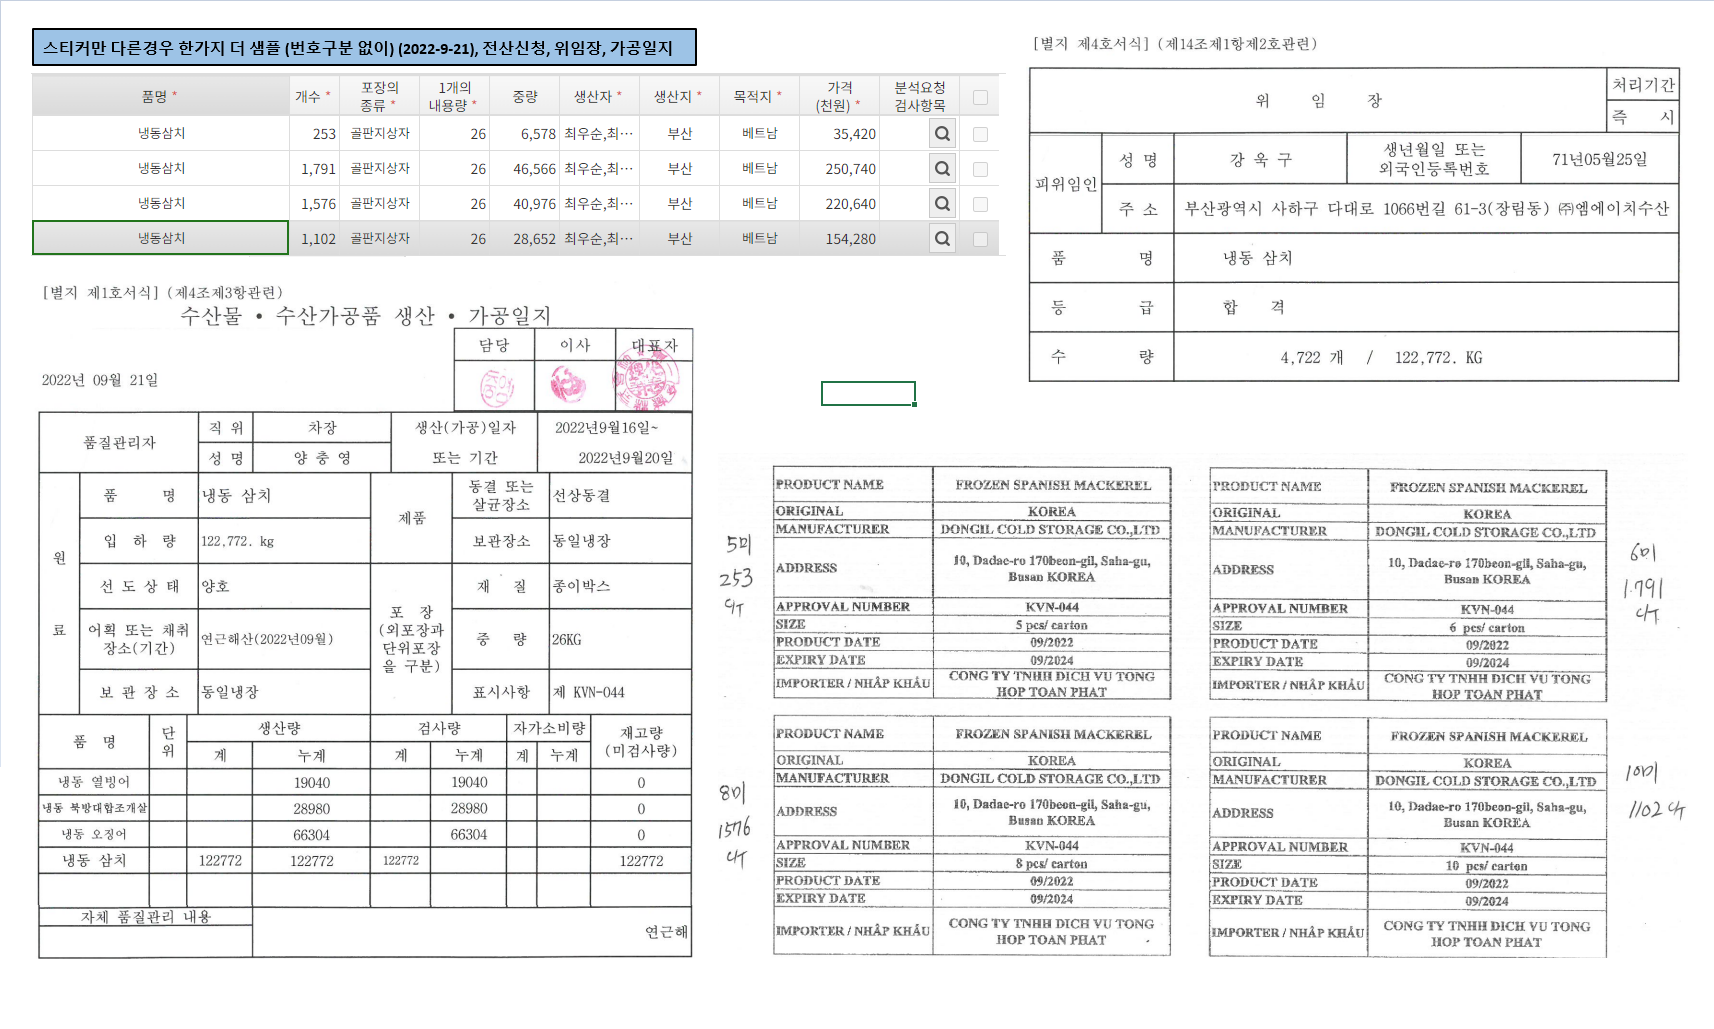 스티커만 다른경우 한가지 더 샘플 (번호구분 없이) (2022-9-21), 전산신청, 위임장, 가공일지
품명 * 개수 * 포장의 종류 * 1개의 내용량 * 중량 생산자 * 생산지 * 목적지 * 가격 (천원) * 분석요청 검사항목
냉동삼치 253 골판지상자 26 6,578 최우순,최… 부산 베트남 35,420
냉동삼치 1,791 골판지상자 26 46,566 최우순,최… 부산 베트남 250,740
냉동삼치 1,576 골판지상자 26 40,976 최우순,최… 부산 베트남 220,640
냉동삼치 1,102 골판지상자 26 28,652 최우순,최… 부산 베트남 154,280
[별지 제4호서식] (제14조제1항제2호관련)
위 임 장
처리기간
즉 시
피위임인
성 명 강 옥 구 생년월일 또는 외국인등록번호 71년05월25일
주 소 부산광역시 사하구 다대로 1066번길 61-3(장림동) ㈜엠에이치수산
품 명 냉동 삼치
등 급 합 격
수 량 4,722 개 / 122,772. KG
[별지 제1호서식] (제4조제3항관련)
수산물 • 수산가공품 생산 • 가공일지
담당 이사 대표자
2022년 09월 21일
품질관리자 직 위 차장 생산(가공)일자 2022년9월16일~
성 명 양 충 영 또는 기간 2022년9월20일
원 료
품 명 냉동 삼치 제품 동결 또는 살균장소 선상동결
입 하 량 122,772. kg 보관장소 동일냉장
선 도 상 태 양호 포 장 (외포장과 단위포장 을 구분) 재 질 종이박스
어획 또는 채취 장소(기간) 연근해산(2022년09월) 중 량 26KG
보 관 장 소 동일냉장 표시사항 제 KVN-044
품 명 단위 생산량 검사량 자가소비량 재고량 (미검사량)
계 누계 계 누계 계 누계
냉동 열빙어 19040 19040 0
냉동 북방대합조개살 28980 28980 0
냉동 오징어 66304 66304 0
냉동 삼치 122772 122772 122772 122772
자체 품질관리 내용
연근해
5미
253
C/T
PRODUCT NAME FROZEN SPANISH MACKEREL
ORIGINAL KOREA
MANUFACTURER DONGIL COLD STORAGE CO.,LTD
ADDRESS 10, Dadae-ro 170beon-gil, Saha-gu,
Busan KOREA
APPROVAL NUMBER KVN-044
SIZE 5 pcs/ carton
PRODUCT DATE 09/2022
EXPIRY DATE 09/2024
IMPORTER / NHẬP KHẨU CONG TY TNHH DICH VU TONG
HOP TOAN PHAT
PRODUCT NAME FROZEN SPANISH MACKEREL
ORIGINAL KOREA
MANUFACTURER DONGIL COLD STORAGE CO.,LTD
ADDRESS 10, Dadae-ro 170beon-gil, Saha-gu,
Busan KOREA
APPROVAL NUMBER KVN-044
SIZE 6 pcs/ carton
PRODUCT DATE 09/2022
EXPIRY DATE 09/2024
IMPORTER / NHẬP KHẨU CONG TY TNHH DICH VU TONG
HOP TOAN PHAT
6미
1.791
C/T
8미
1576
C/T
PRODUCT NAME FROZEN SPANISH MACKEREL
ORIGINAL KOREA
MANUFACTURER DONGIL COLD STORAGE CO.,LTD
ADDRESS 10, Dadae-ro 170beon-gil, Saha-gu,
Busan KOREA
APPROVAL NUMBER KVN-044
SIZE 8 pcs/ carton
PRODUCT DATE 09/2022
EXPIRY DATE 09/2024
IMPORTER / NHẬP KHẨU CONG TY TNHH DICH VU TONG
HOP TOAN PHAT
PRODUCT NAME FROZEN SPANISH MACKEREL
ORIGINAL KOREA
MANUFACTURER DONGIL COLD STORAGE CO.,LTD
ADDRESS 10, Dadae-ro 170beon-gil, Saha-gu,
Busan KOREA
APPROVAL NUMBER KVN-044
SIZE 10 pcs/ carton
PRODUCT DATE 09/2022
EXPIRY DATE 09/2024
IMPORTER / NHẬP KHẨU CONG TY TNHH DICH VU TONG
HOP TOAN PHAT
10미
1102 C/T